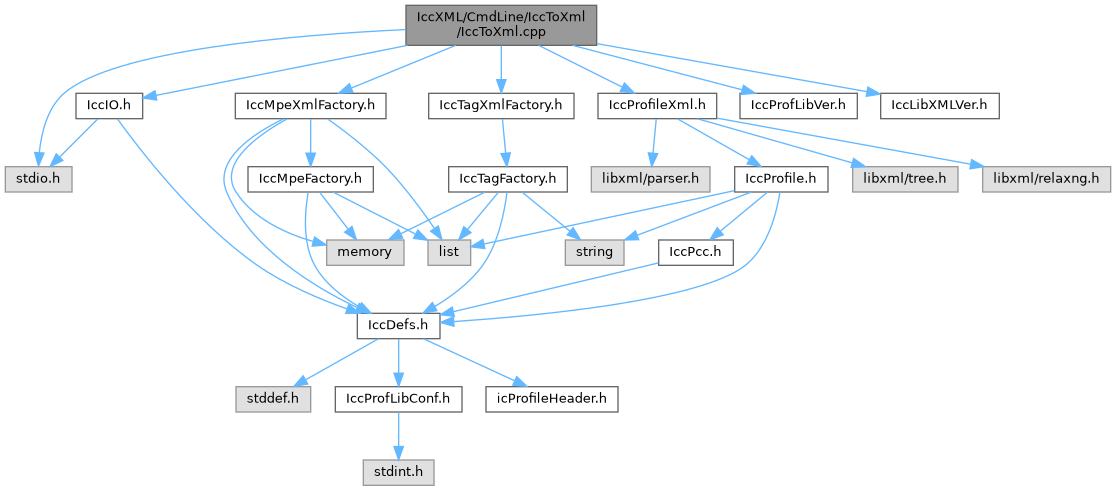 IccXML/CmdLine/IccToXml
/IccToXml.cpp
IccIO.h
IccMpeXmlFactory.h
IccTagXmlFactory.h
IccProfileXml.h
IccProfLibVer.h
IccLibXMLVer.h
stdio.h
IccMpeFactory.h
IccTagFactory.h
libxml/parser.h
IccProfile.h
libxml/tree.h
libxml/relaxng.h
memory
list
string
IccPcc.h
IccDefs.h
stddef.h
IccProfLibConf.h
icProfileHeader.h
stdint.h